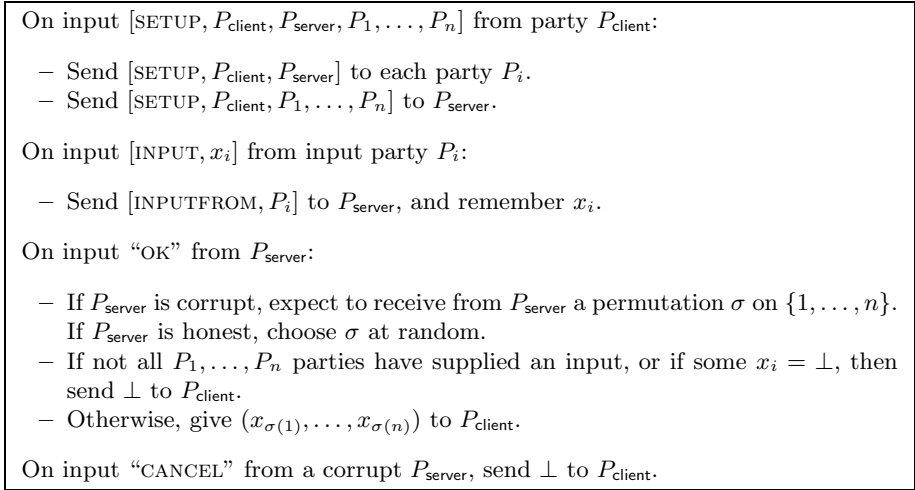 On input [SETUP, P_client, P_server, P_1, . . . , P_n] from party P_client:
– Send [SETUP, P_client, P_server] to each party P_i.
– Send [SETUP, P_client, P_1, . . . , P_n] to P_server.
On input [INPUT, x_i] from input party P_i:
– Send [INPUTFROM, P_i] to P_server, and remember x_i.
On input “OK” from P_server:
– If P_server is corrupt, expect to receive from P_server a permutation σ on {1, . . . , n}.
If P_server is honest, choose σ at random.
– If not all P_1, . . . , P_n parties have supplied an input, or if some x_i = ⊥, then
send ⊥ to P_client.
– Otherwise, give (x_σ(1), . . . , x_σ(n)) to P_client.
On input “CANCEL” from a corrupt P_server, send ⊥ to P_client.